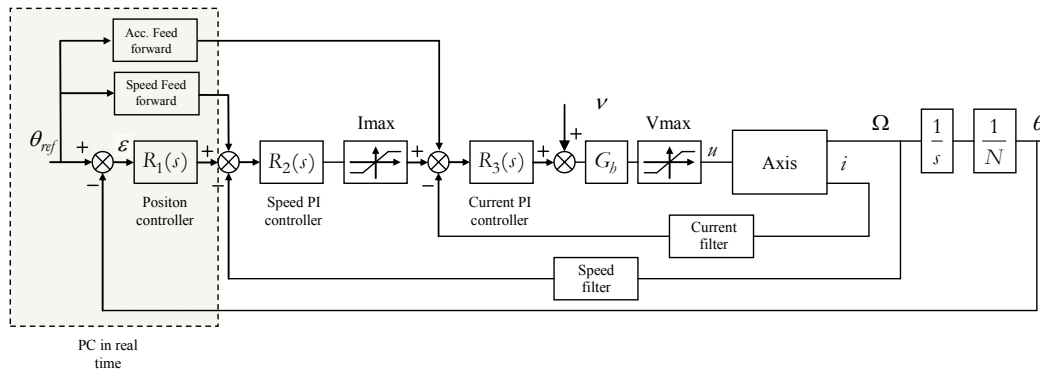 Acc. Feed
forward
Speed Feed
forward
Imax
ν
Vmax
Ω
θ
θref
+
ε
R1(s)
+
R2(s)
+
R3(s)
+
+
Gb
u
Axis
i
1
s
1
N
−
−
−
Positon
controller
Speed PI
controller
Current PI
controller
Current
filter
Speed
filter
PC in real
time